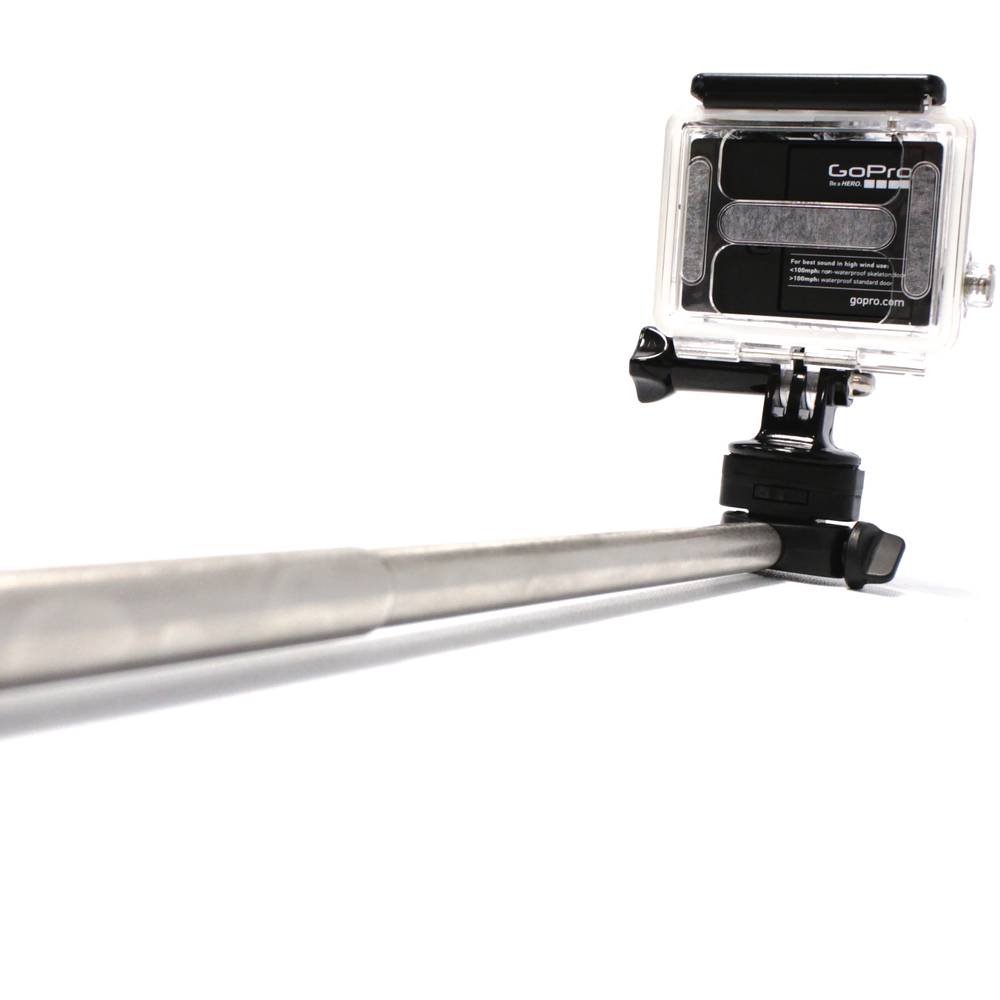 GoPro
Be a HERO.
For best sound in high wind use:
<100mph: non-waterproof skeleton door
>100mph: waterproof standard door
gopro.com